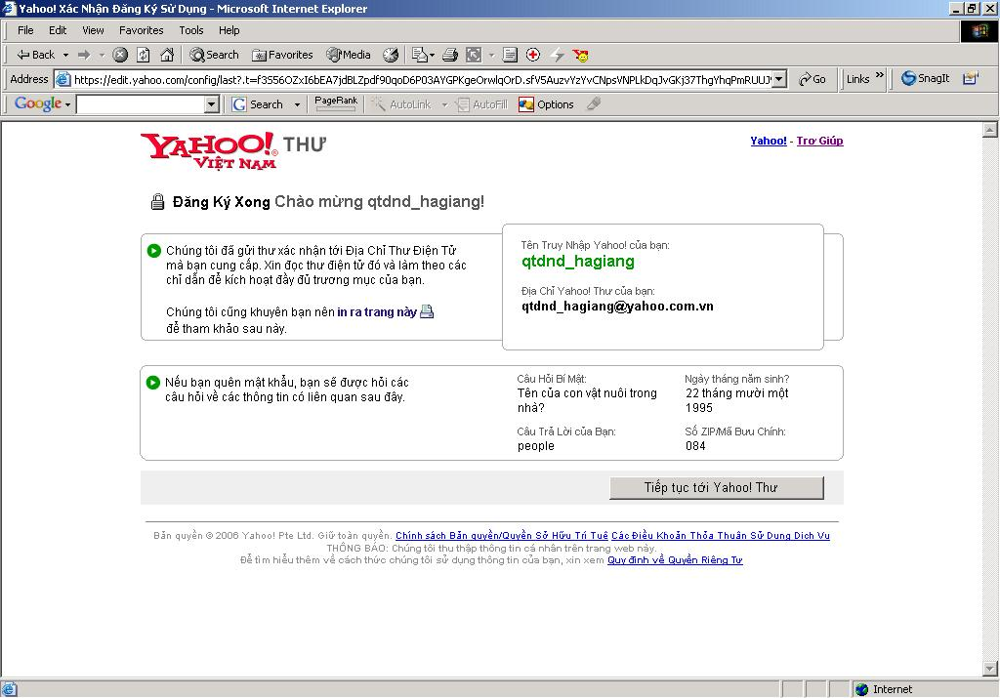 Yahoo! Xác Nhận Đăng Ký Sử Dụng - Microsoft Internet Explorer
File Edit View Favorites Tools Help
Back Search Favorites Media
Address https://edit.yahoo.com/config/last?.t= Go Links » SnagIt
Google Search PageRank AutoLink AutoFill Options
YAHOO! VIỆT NAM THƯ
Yahoo! - Trợ Giúp
Đăng Ký Xong Chào mừng qtdnd_hagiang!
Chúng tôi đã gửi thư xác nhận tới Địa Chỉ Thư Điện Tử
mà bạn cung cấp. Xin đọc thư điện tử đó và làm theo các
chỉ dẫn để kích hoạt đầy đủ trương mục của bạn.
Chúng tôi cũng khuyên bạn nên in ra trang này
để tham khảo sau này.
Tên Truy Nhập Yahoo! của bạn:
qtdnd_hagiang
Địa Chỉ Yahoo! Thư của bạn:
qtdnd_hagiang@yahoo.com.vn
Nếu bạn quên mật khẩu, bạn sẽ được hỏi các
câu hỏi về các thông tin có liên quan sau đây.
Câu Hỏi Bí Mật:
Tên của con vật nuôi trong
nhà?
Câu Trả Lời của Bạn:
people
Ngày tháng năm sinh?
22 tháng mười một
1995
Số ZIP/Mã Bưu Chính:
084
Tiếp tục tới Yahoo! Thư
Bản quyền © 2006 Yahoo! Pte Ltd. Giữ toàn quyền. Chính sách Bản quyền/Quyền Sở Hữu Trí Tuệ Các Điều Khoản Thỏa Thuận Sử Dụng Dịch Vụ
THÔNG BÁO: Chúng tôi thu thập thông tin cá nhân trên trang web này.
Để tìm hiểu thêm về cách thức chúng tôi sử dụng thông tin của bạn, xin xem Quy định về Quyền Riêng Tư
Internet